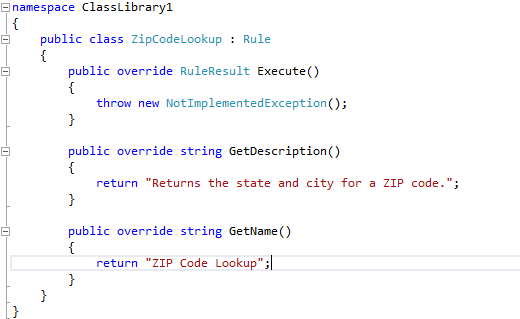 namespace ClassLibrary1
{
    public class ZipCodeLookup : Rule
    {
        public override RuleResult Execute()
        {
            throw new NotImplementedException();
        }

        public override string GetDescription()
        {
            return "Returns the state and city for a ZIP code.";
        }

        public override string GetName()
        {
            return "ZIP Code Lookup";
        }
    }
}